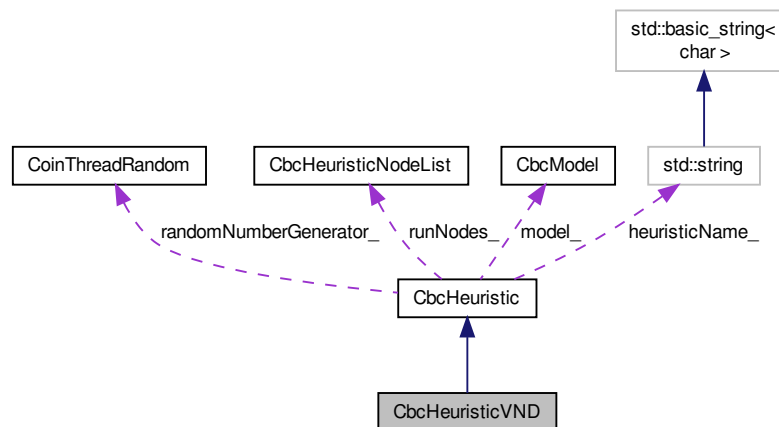 std::basic_string<
char >
CoinThreadRandom
CbcHeuristicNodeList
CbcModel
std::string
randomNumberGenerator_
runNodes_
model_
heuristicName_
CbcHeuristic
CbcHeuristicVND